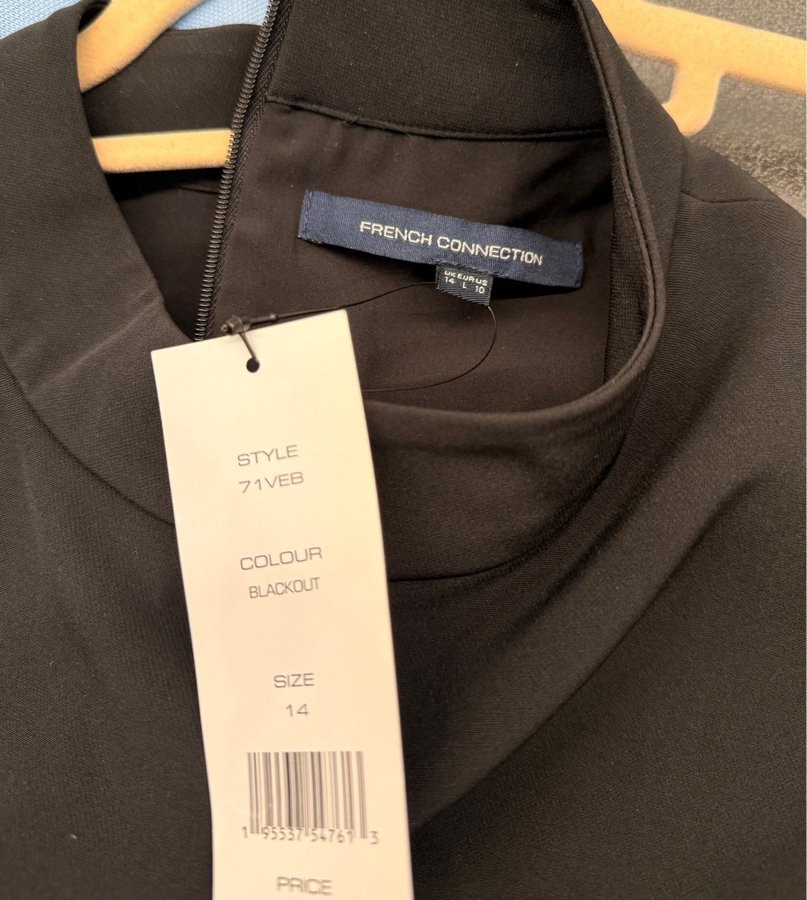 FRENCH CONNECTION
UK EUR US
14 L 10
STYLE
71VEB
COLOUR
BLACKOUT
SIZE
14
1 95537 54761 3
PRICE